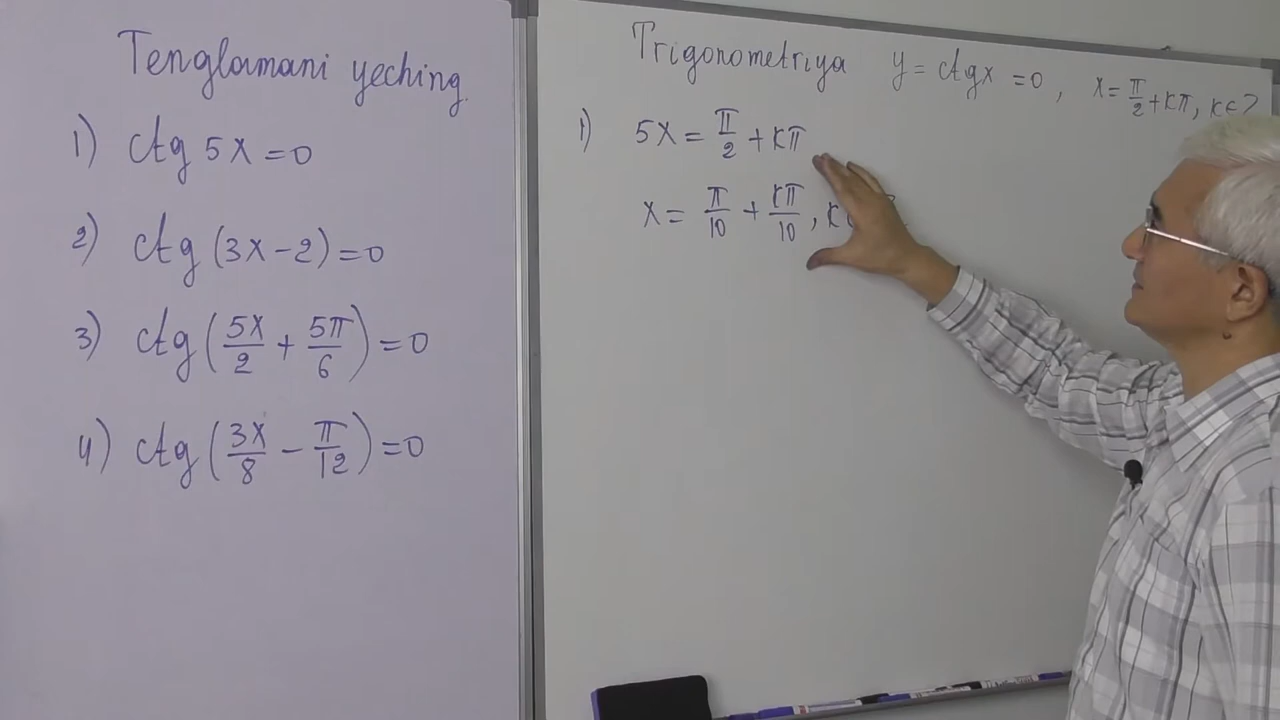 Tenglamani yeching.
1) ctg 5x = 0
2) ctg (3x - 2) = 0
3) ctg (5x/2 + 5π/6) = 0
4) ctg (3x/8 - π/12) = 0
Trigonometriya y = ctgx = 0, x = π/2 + kπ, k∈Z
1) 5x = π/2 + kπ
x = π/10 + kπ/10, k